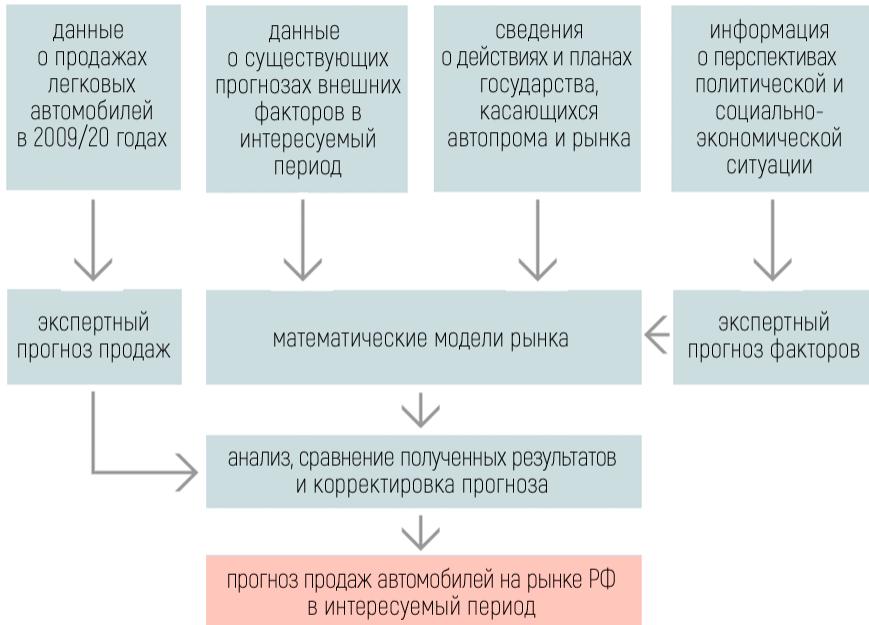 данные
о продажах
легковых
автомобилей
в 2009/20 годах
данные
о существующих
прогнозах внешних
факторов в
интересуемый
период
сведения
о действиях и планах
государства,
касающихся
автопрома и рынка
информация
о перспективах
политической и
социально-
экономической
ситуации
экспертный
прогноз продаж
математические модели рынка
экспертный
прогноз факторов
анализ, сравнение полученных результатов
и корректировка прогноза
прогноз продаж автомобилей на рынке РФ
в интересуемый период